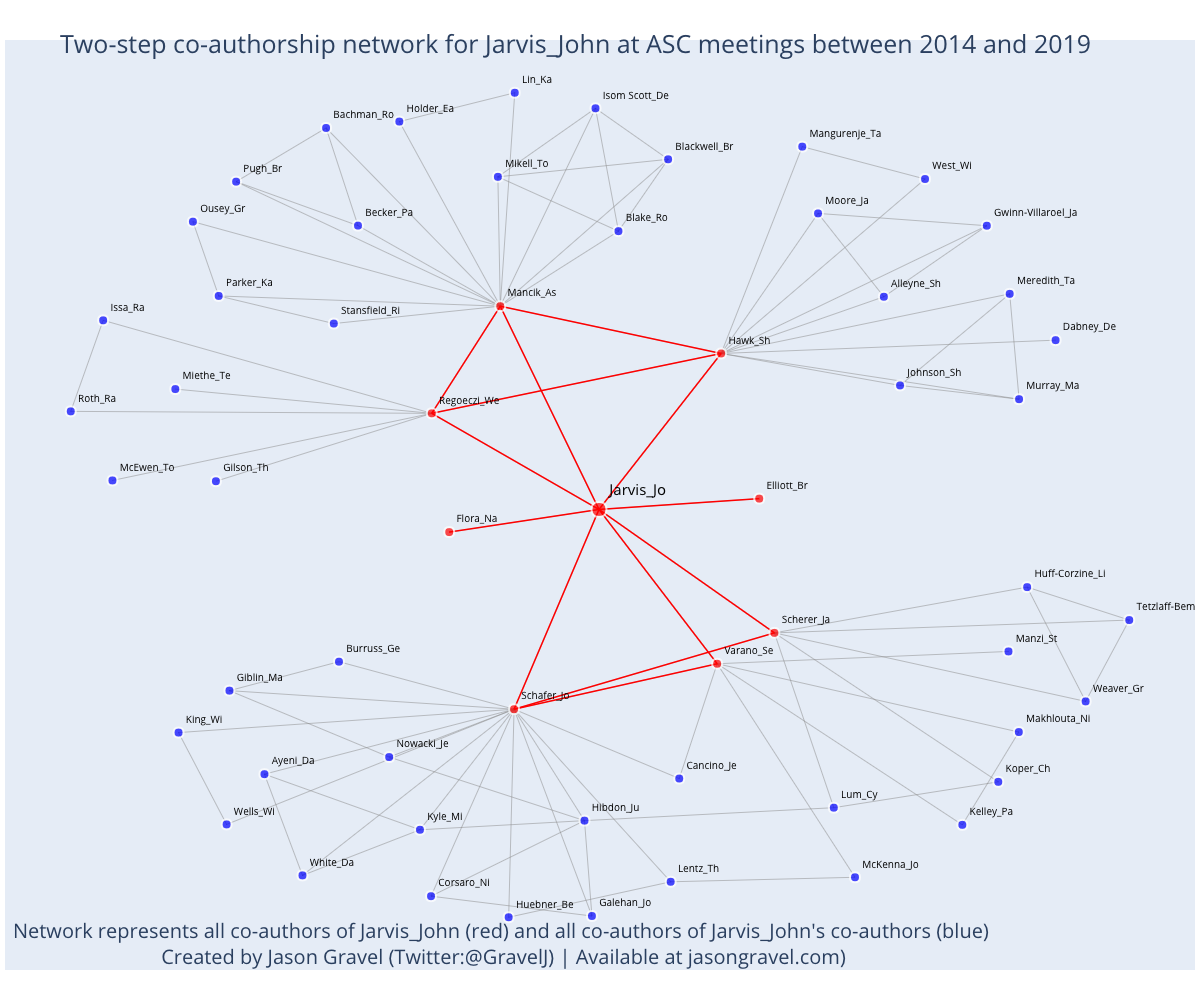 Two-step co-authorship network for Jarvis_John at ASC meetings between 2014 and 2019
Lin_Ka
Isom Scott_De
Holder_Ea
Bachman_Ro
Mangurenje_Ta
Blackwell_Br
Mikell_To
West_Wi
Pugh_Br
Moore_Ja
Ousey_Gr
Becker_Pa
Blake_Ro
Gwinn-Villaroel_Ja
Parker_Ka
Alleyne_Sh
Meredith_Ta
Mancik_As
Issa_Ra
Stansfield_Ri
Dabney_De
Hawk_Sh
Miethe_Te
Johnson_Sh
Murray_Ma
Roth_Ra
Regoeczi_We
McEwen_To
Gilson_Th
Elliott_Br
Jarvis_Jo
Flora_Na
Huff-Corzine_Li
Tetzlaff-Bem
Scherer_Ja
Manzi_St
Burruss_Ge
Varano_Se
Giblin_Ma
Weaver_Gr
Schafer_Jo
King_Wi
Makhlouta_Ni
Nowacki_Je
Ayeni_Da
Cancino_Je
Koper_Ch
Lum_Cy
Wells_Wi
Kyle_Mi
Hibdon_Ju
Kelley_Pa
White_Da
Lentz_Th
McKenna_Jo
Corsaro_Ni
Huebner_Be
Galehan_Jo
Network represents all co-authors of Jarvis_John (red) and all co-authors of Jarvis_John's co-authors (blue)
Created by Jason Gravel (Twitter:@GravelJ) | Available at jasongravel.com)